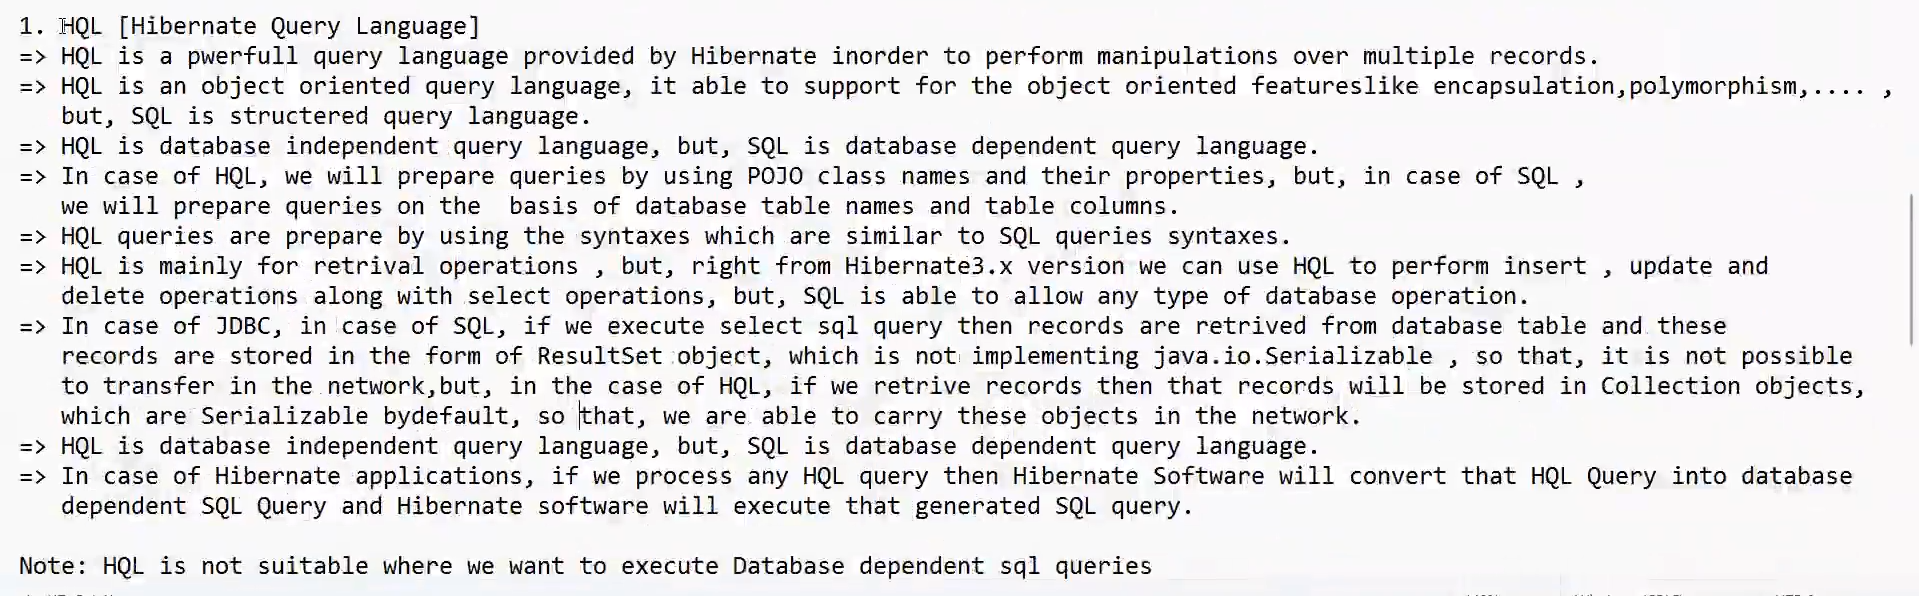 1. HQL [Hibernate Query Language]
=> HQL is a pwerfull query language provided by Hibernate inorder to perform manipulations over multiple records.
=> HQL is an object oriented query language, it able to support for the object oriented featureslike encapsulation,polymorphism,.... ,
but, SQL is structered query language.
=> HQL is database independent query language, but, SQL is database dependent query language.
=> In case of HQL, we will prepare queries by using POJO class names and their properties, but, in case of SQL ,
we will prepare queries on the  basis of database table names and table columns.
=> HQL queries are prepare by using the syntaxes which are similar to SQL queries syntaxes.
=> HQL is mainly for retrival operations , but, right from Hibernate3.x version we can use HQL to perform insert , update and
delete operations along with select operations, but, SQL is able to allow any type of database operation.
=> In case of JDBC, in case of SQL, if we execute select sql query then records are retrived from database table and these
records are stored in the form of ResultSet object, which is not implementing java.io.Serializable , so that, it is not possible
to transfer in the network,but, in the case of HQL, if we retrive records then that records will be stored in Collection objects,
which are Serializable bydefault, so that, we are able to carry these objects in the network.
=> HQL is database independent query language, but, SQL is database dependent query language.
=> In case of Hibernate applications, if we process any HQL query then Hibernate Software will convert that HQL Query into database
dependent SQL Query and Hibernate software will execute that generated SQL query.
Note: HQL is not suitable where we want to execute Database dependent sql queries